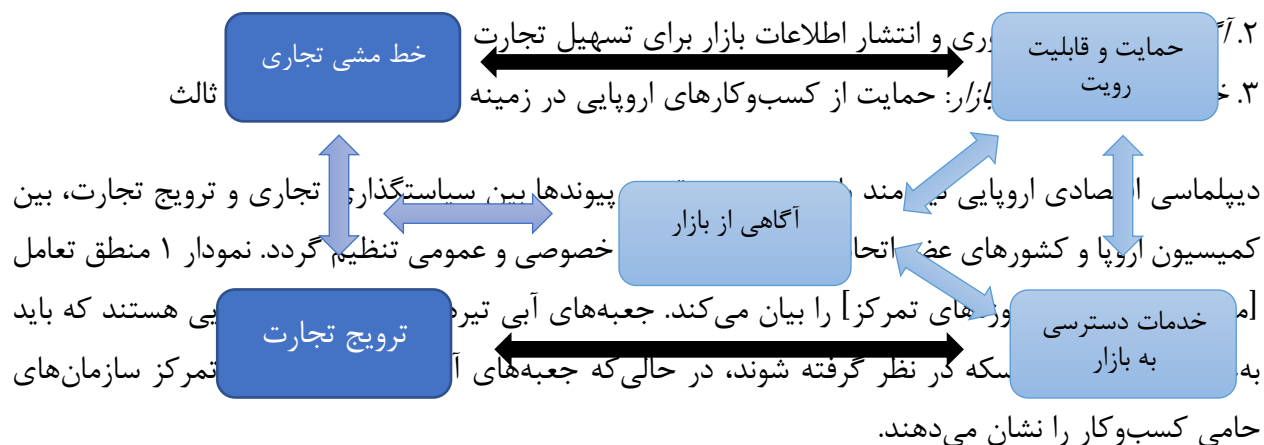 ۲. وری و انتشار اطلاعات بازار برای تسهیل تجارت
۳. بازار: حمایت از کسب‌وکارهای اروپایی در زمینه ثالث
دیپلماسی اقتصادی اروپایی پیوندها بین سیاستگذاری تجاری و ترویج تجارت، بین
کمیسیون اروپا و کشورهای عضو خصوصی و عمومی تنظیم گردد. نمودار ۱ منطق تعامل
تمرکز] را بیان می‌کند. جعبه‌های آبی هستند که باید
در نظر گرفته شوند، در حالی‌که جعبه‌های تمرکز سازمان‌های
حامی کسب‌وکار را نشان می‌دهند.
حمایت و قابلیت
رویت
خط مشی تجاری
آگاهی از بازار
خدمات دسترسی
به بازار
ترویج تجارت